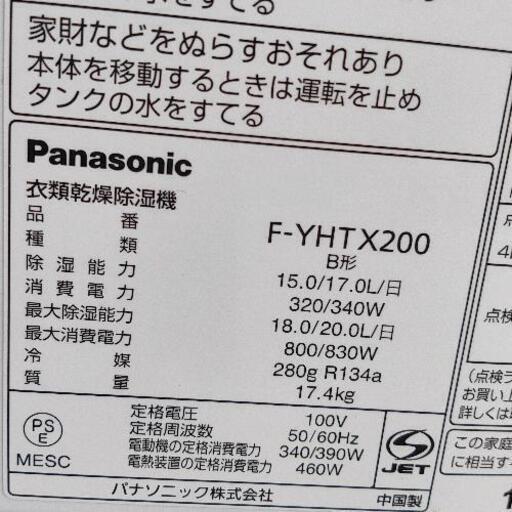 水をすてる
家財などをぬらすおそれあり
本体を移動するときは運転を止め
タンクの水をすてる
Panasonic
衣類乾燥除湿機
品番 F-YHTX200
種類 B形
除湿能力 15.0/17.0L/日
消費電力 320/340W
最大除湿能力 18.0/20.0L/日
最大消費電力 800/830W
冷媒 280g R134a
質量 17.4kg
PSE
MESC
定格電圧 100V
定格周波数 50/60Hz
電動機の定格消費電力 340/390W
電熱装置の定格消費電力 460W
パナソニック株式会社
中国製
JET
点検
(点検ラ
お買い上
詳しくは
この家庭
に相当す